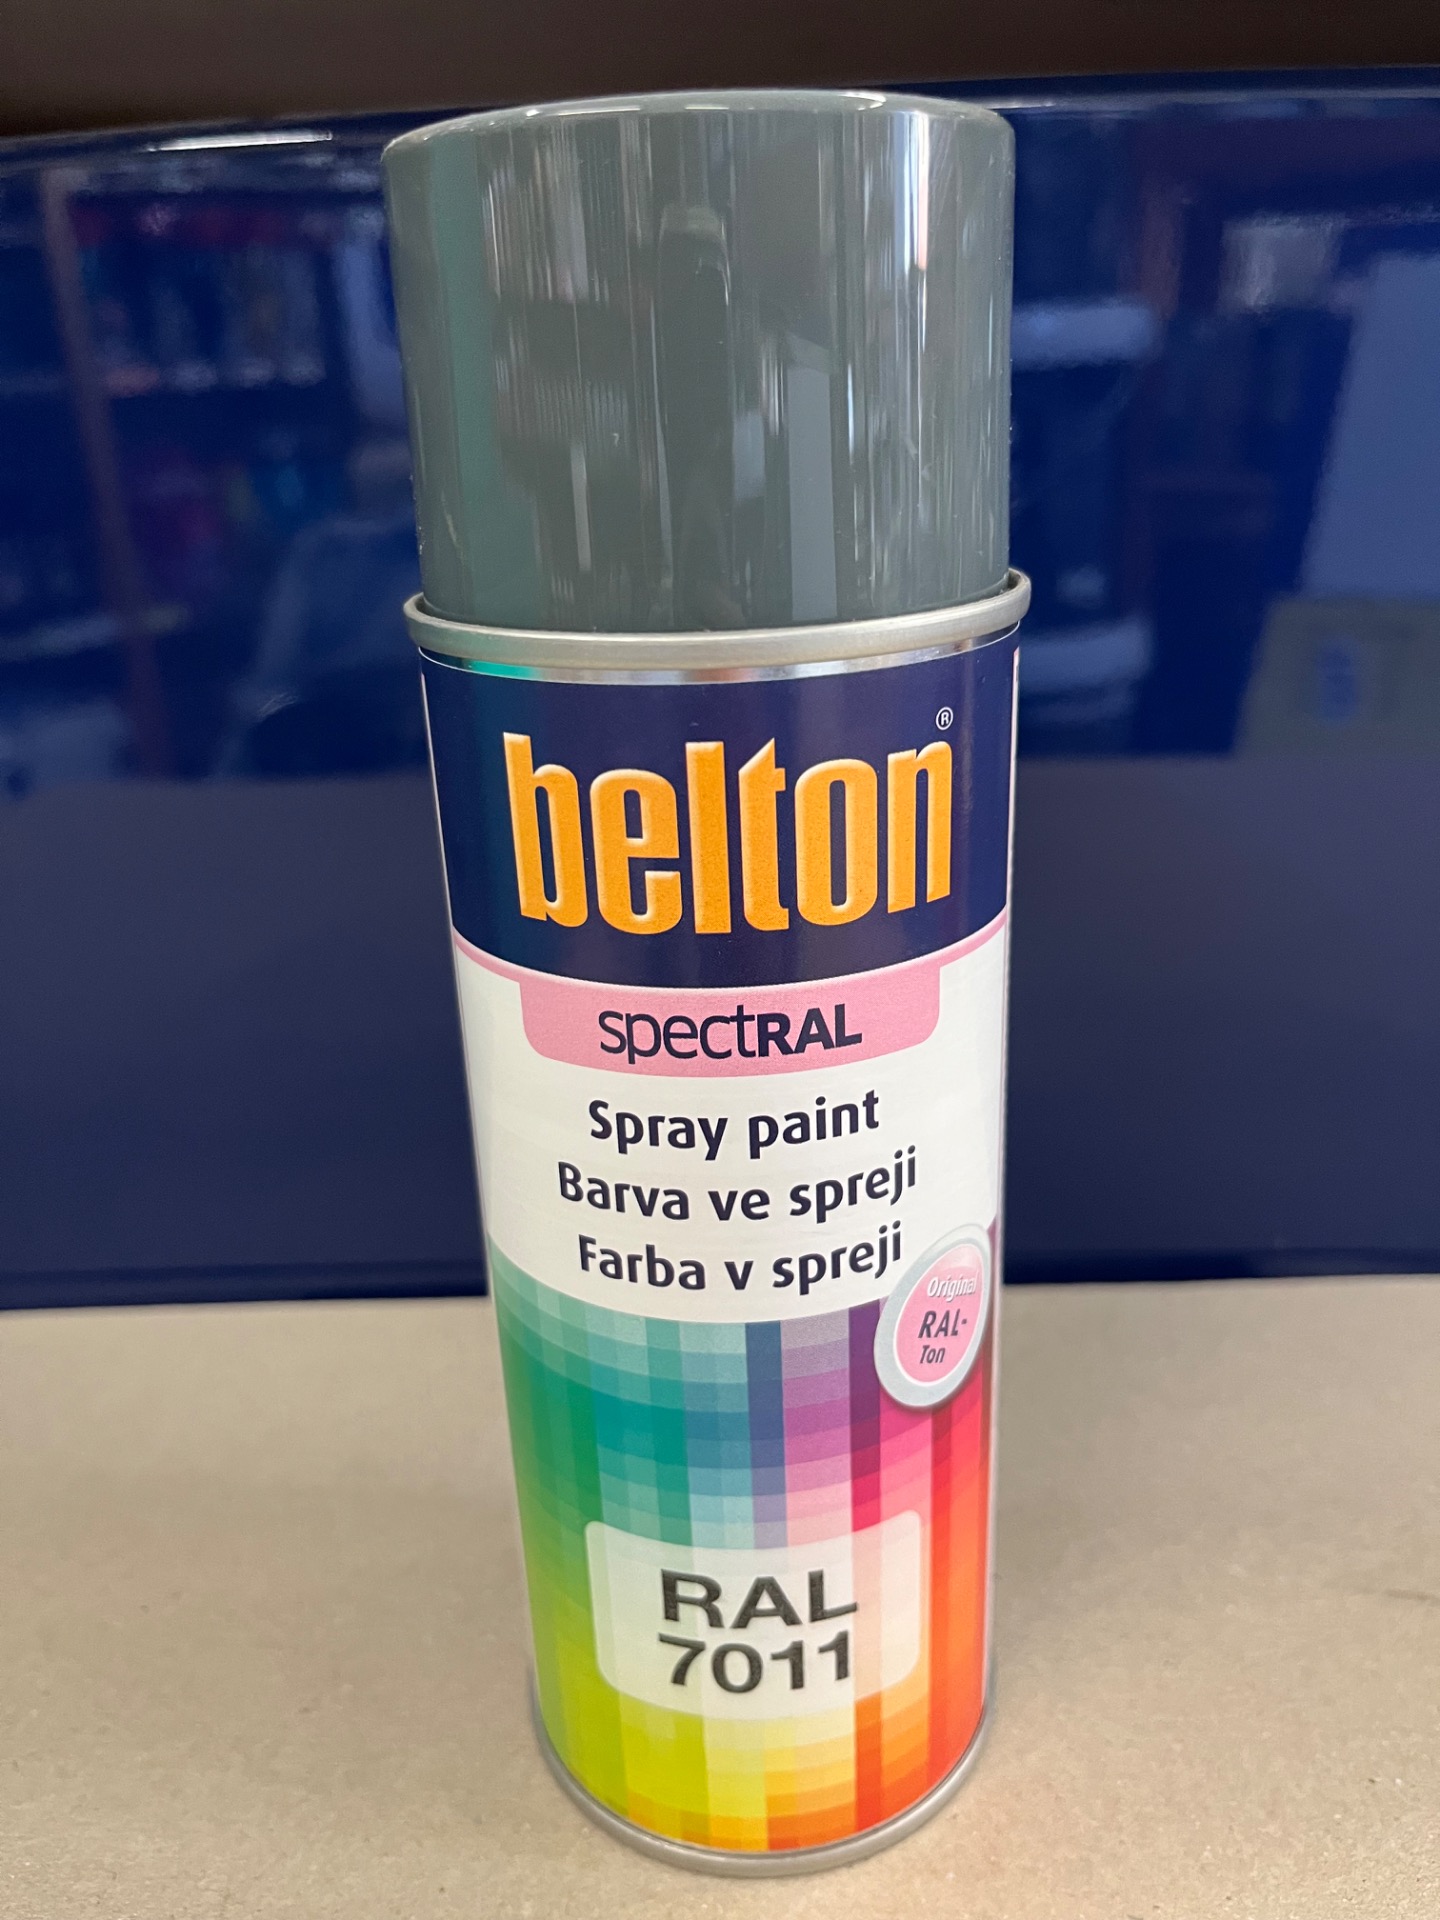 belton®
spectRAL
Spray paint
Barva ve spreji
Farba v spreji
Original
RAL-
Ton
RAL
7011